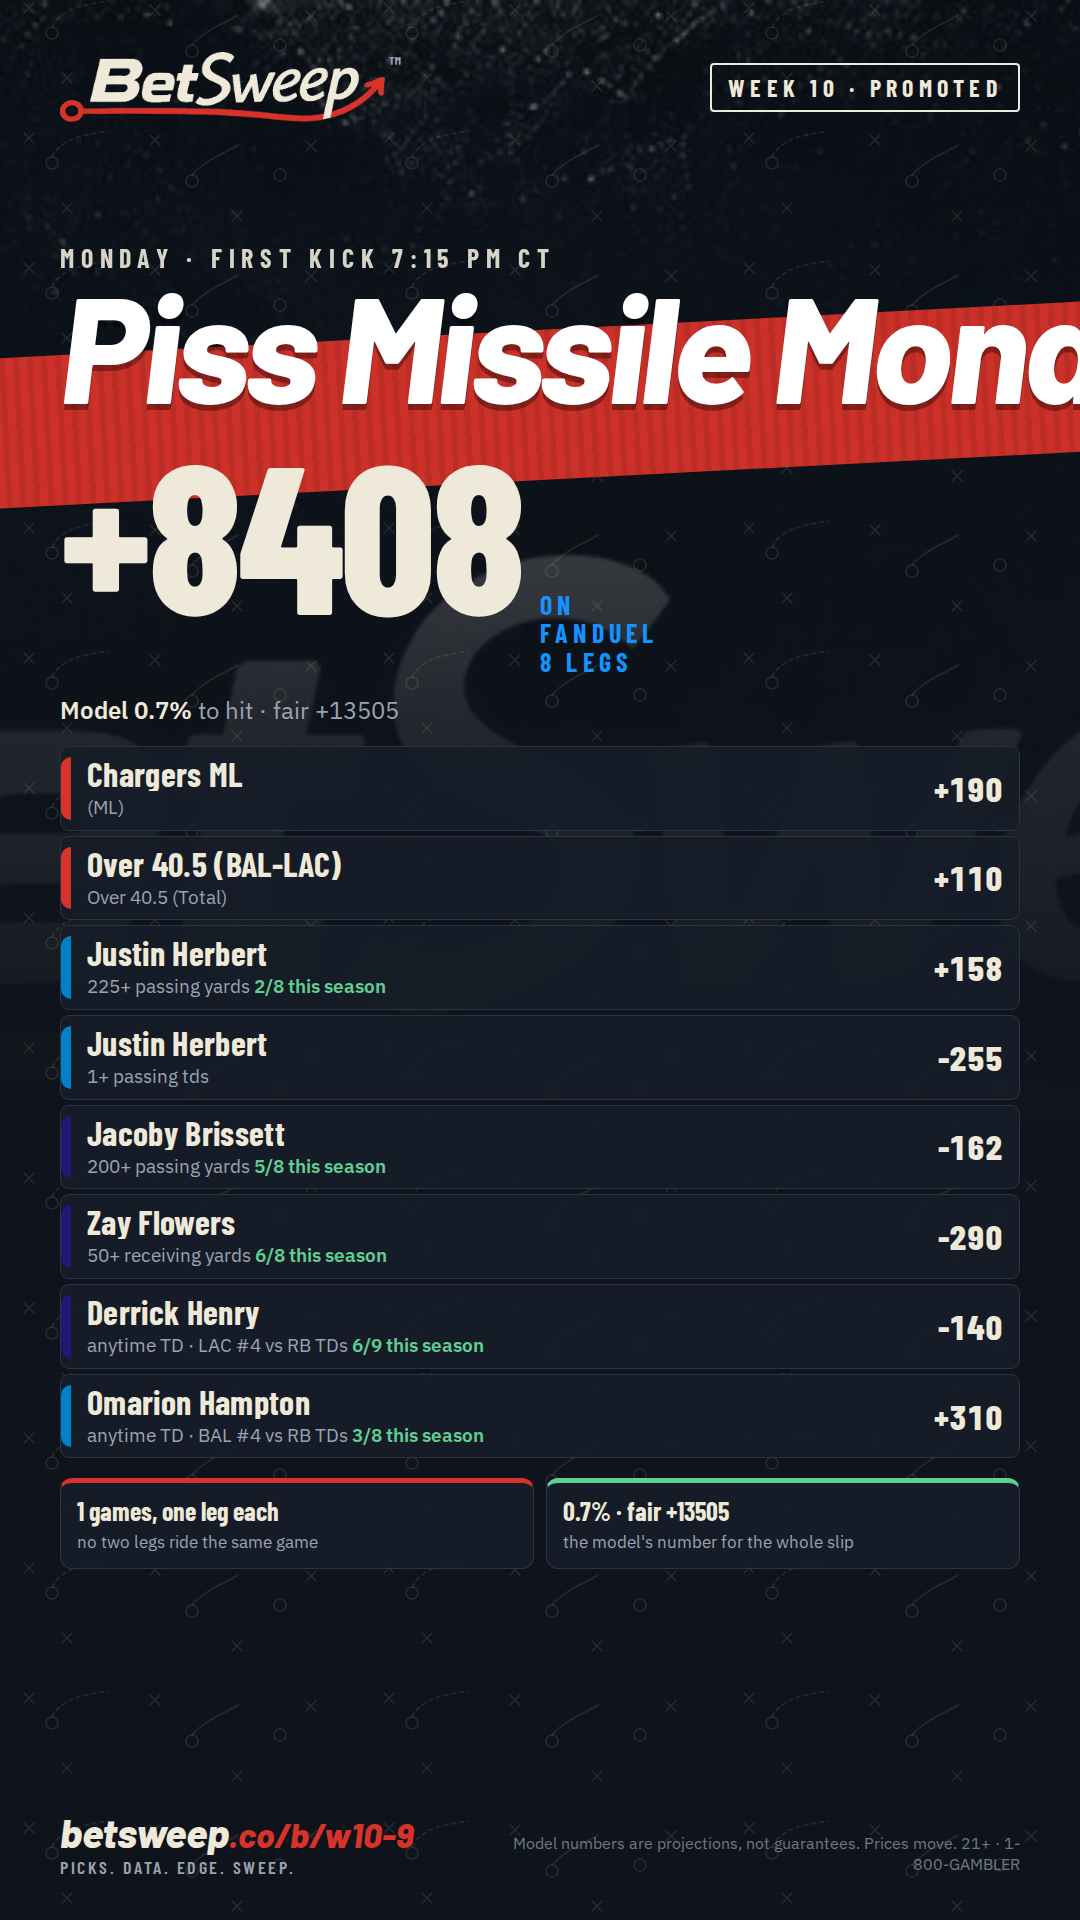 BetSweep™
WEEK 10 · PROMOTED
MONDAY · FIRST KICK 7:15 PM CT
Piss Missile Mond
+8408
ON
FANDUEL
8 LEGS
Model 0.7% to hit · fair +13505
Chargers ML
(ML)
+190
Over 40.5 (BAL-LAC)
Over 40.5 (Total)
+110
Justin Herbert
225+ passing yards 2/8 this season
+158
Justin Herbert
1+ passing tds
-255
Jacoby Brissett
200+ passing yards 5/8 this season
-162
Zay Flowers
50+ receiving yards 6/8 this season
-290
Derrick Henry
anytime TD · LAC #4 vs RB TDs 6/9 this season
-140
Omarion Hampton
anytime TD · BAL #4 vs RB TDs 3/8 this season
+310
1 games, one leg each
no two legs ride the same game
0.7% · fair +13505
the model's number for the whole slip
betsweep.co/b/w10-9
PICKS. DATA. EDGE. SWEEP.
Model numbers are projections, not guarantees. Prices move. 21+ · 1-
800-GAMBLER